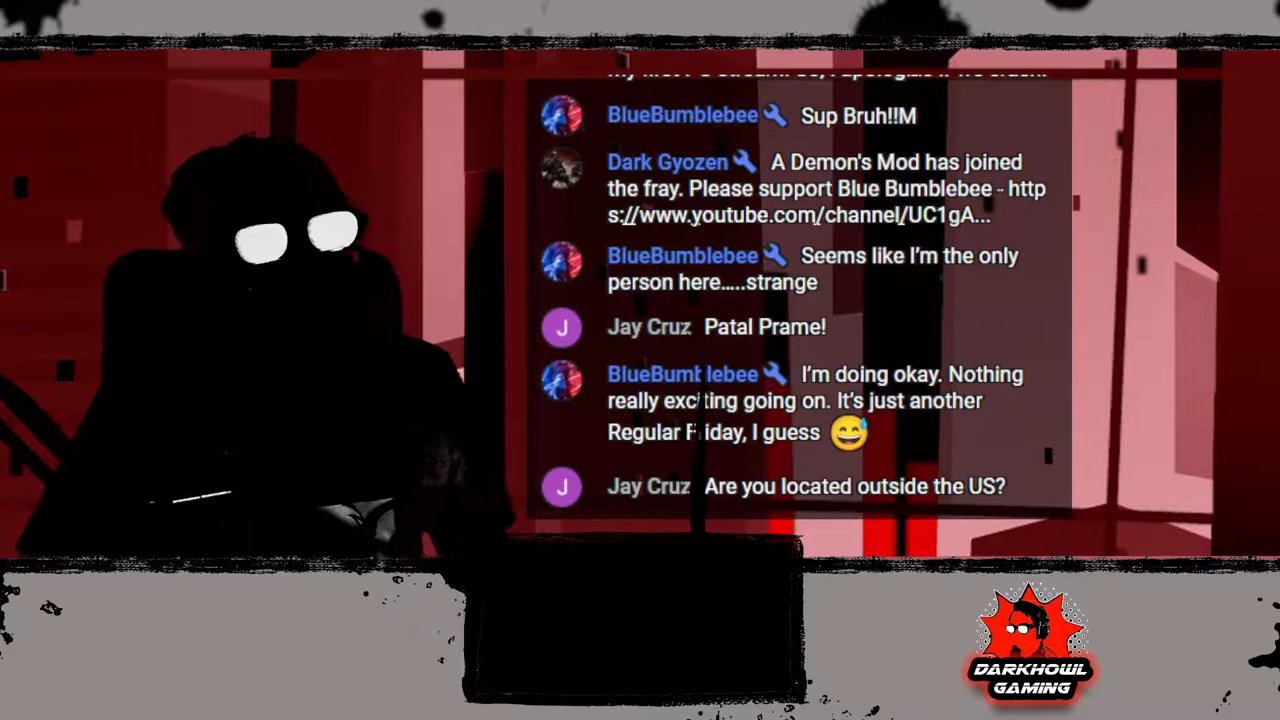 BlueBumblebee Sup Bruh!!M
Dark Gyozen A Demon's Mod has joined
the fray. Please support Blue Bumblebee - http
s://www.youtube.com/channel/UC1gA...
BlueBumblebee Seems like I'm the only
person here.....strange
J Jay Cruz Patal Prame!
BlueBumblebee I'm doing okay. Nothing
really exciting going on. It's just another
Regular Friday, I guess 😅
J Jay Cruz Are you located outside the US?
DARKHOWL
GAMING